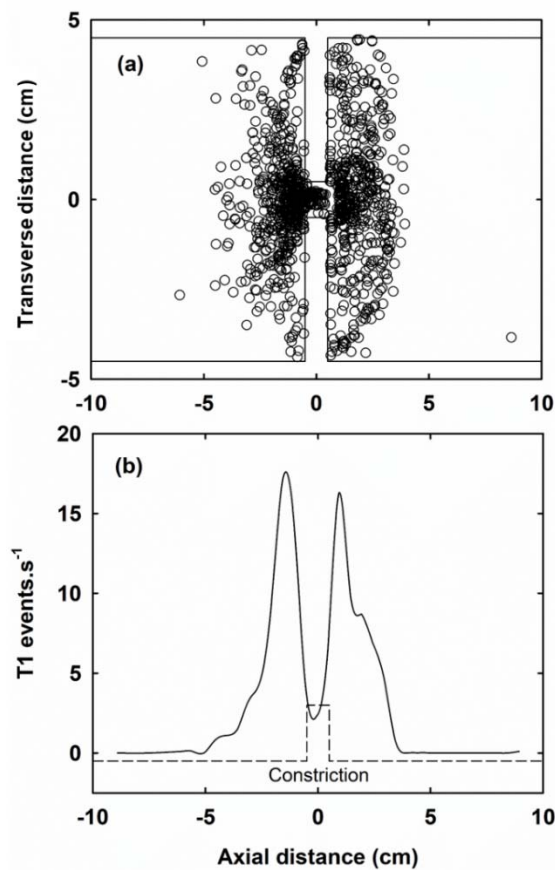 5
(a)
Transverse distance (cm)
0
-5
-10 -5 0 5 10
20
(b)
15
T1 events.s-1
10
5
0
Constriction
-10 -5 0 5 10
Axial distance (cm)